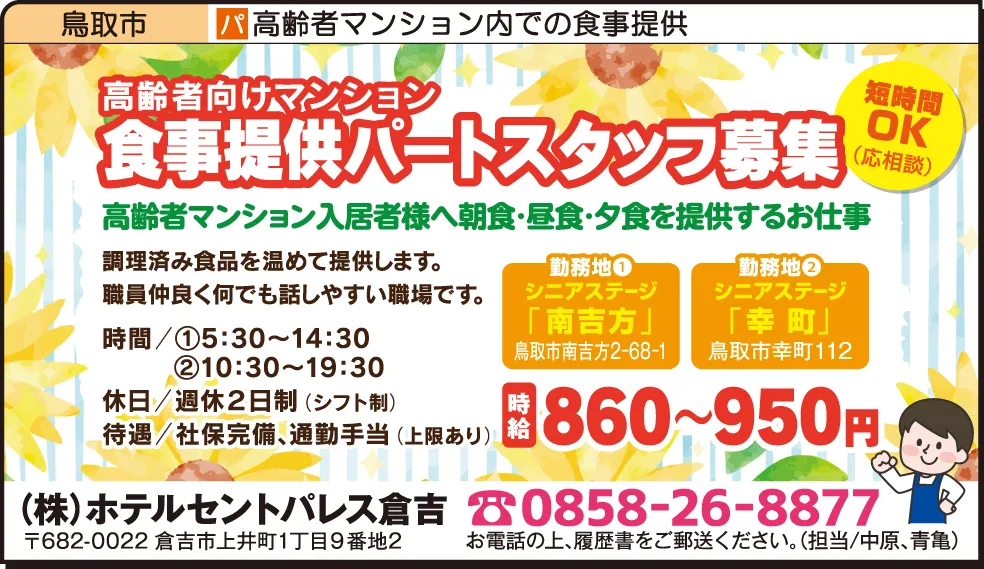 鳥取市
パ 高齢者マンション内での食事提供
高齢者向けマンション
食事提供パートスタッフ募集
短時間
OK
(応相談)
高齢者マンション入居者様へ朝食・昼食・夕食を提供するお仕事
調理済み食品を温めて提供します。
職員仲良く何でも話しやすい職場です。
時間/①5:30~14:30
②10:30~19:30
休日/週休2日制(シフト制)
待遇/社保完備、通勤手当(上限あり)
勤務地❶
シニアステージ
「南吉方」
鳥取市南吉方2-68-1
勤務地❷
シニアステージ
「幸町」
鳥取市幸町112
時給 860~950円
(株)ホテルセントパレス倉吉
〒682-0022 倉吉市上井町1丁目9番地2
☎0858-26-8877
お電話の上、履歴書をご郵送ください。(担当/中原、青亀)